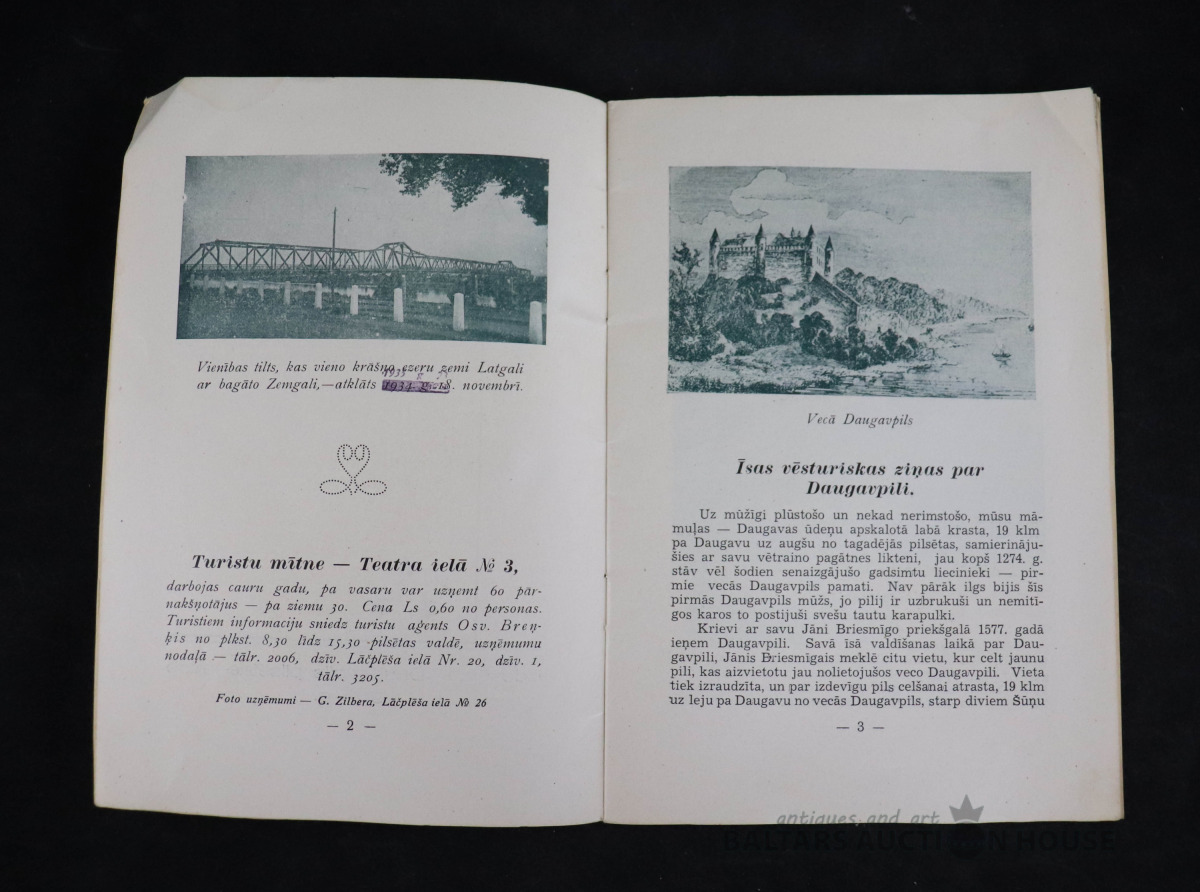 Vienības tilts, kas vieno krāšņo ezeru zemi Latgali
ar bagāto Zemgali,—atklāts 1934. g. 8. novembrī.
Turistu mītne — Teatra ielā № 3,
darbojas cauru gadu, pa vasaru var uzņemt 60 pār-
nakšņotājus — pa ziemu 30. Cena Ls 0,60 no personas.
Turistiem informaciju sniedz turistu agents Osv. Breņ-
ķis no plkst. 8,30 līdz 15,30 pilsētas valdē, uzņēmumu
nodaļā — tālr. 2006, dzīv. Lāčplēša ielā Nr. 20, dzīv. 1,
tālr. 3205.
Foto uzņēmumi — G. Zilbera, Lāčplēša ielā № 26
— 2 —
Vecā Daugavpils
Īsas vēsturiskas ziņas par
Daugavpili.
Uz mūžīgi plūstošo un nekad nerimstošo, mūsu mā-
muļas — Daugavas ūdeņu apskalotā labā krasta, 19 klm
pa Daugavu uz augšu no tagadējās pilsētas, samierināju-
šies ar savu vētraino pagātnes likteni, jau kopš 1274. g.
stāv vēl šodien senaizgājušo gadsimtu liecinieki — pir-
mie vecās Daugavpils pamati. Nav pārāk ilgs bijis šīs
pirmās Daugavpils mūžs, jo pilij ir uzbrukuši un nemitī-
gos karos to postijuši svešu tautu karapulki.
Krievi ar savu Jāni Briesmīgo priekšgalā 1577. gadā
ieņem Daugavpili. Savā īsā valdīšanas laikā par Dau-
gavpili, Jānis Briesmīgais meklē citu vietu, kur celt jaunu
pili, kas aizvietotu jau nolietojušos veco Daugavpili. Vieta
tiek izraudzīta, un par izdevīgu pils celšanai atrasta, 19 klm
uz leju pa Daugavu no vecās Daugavpils, starp diviem Šūņu
— 3 —
antiques and art
BALTARS AUCTION HOUSE